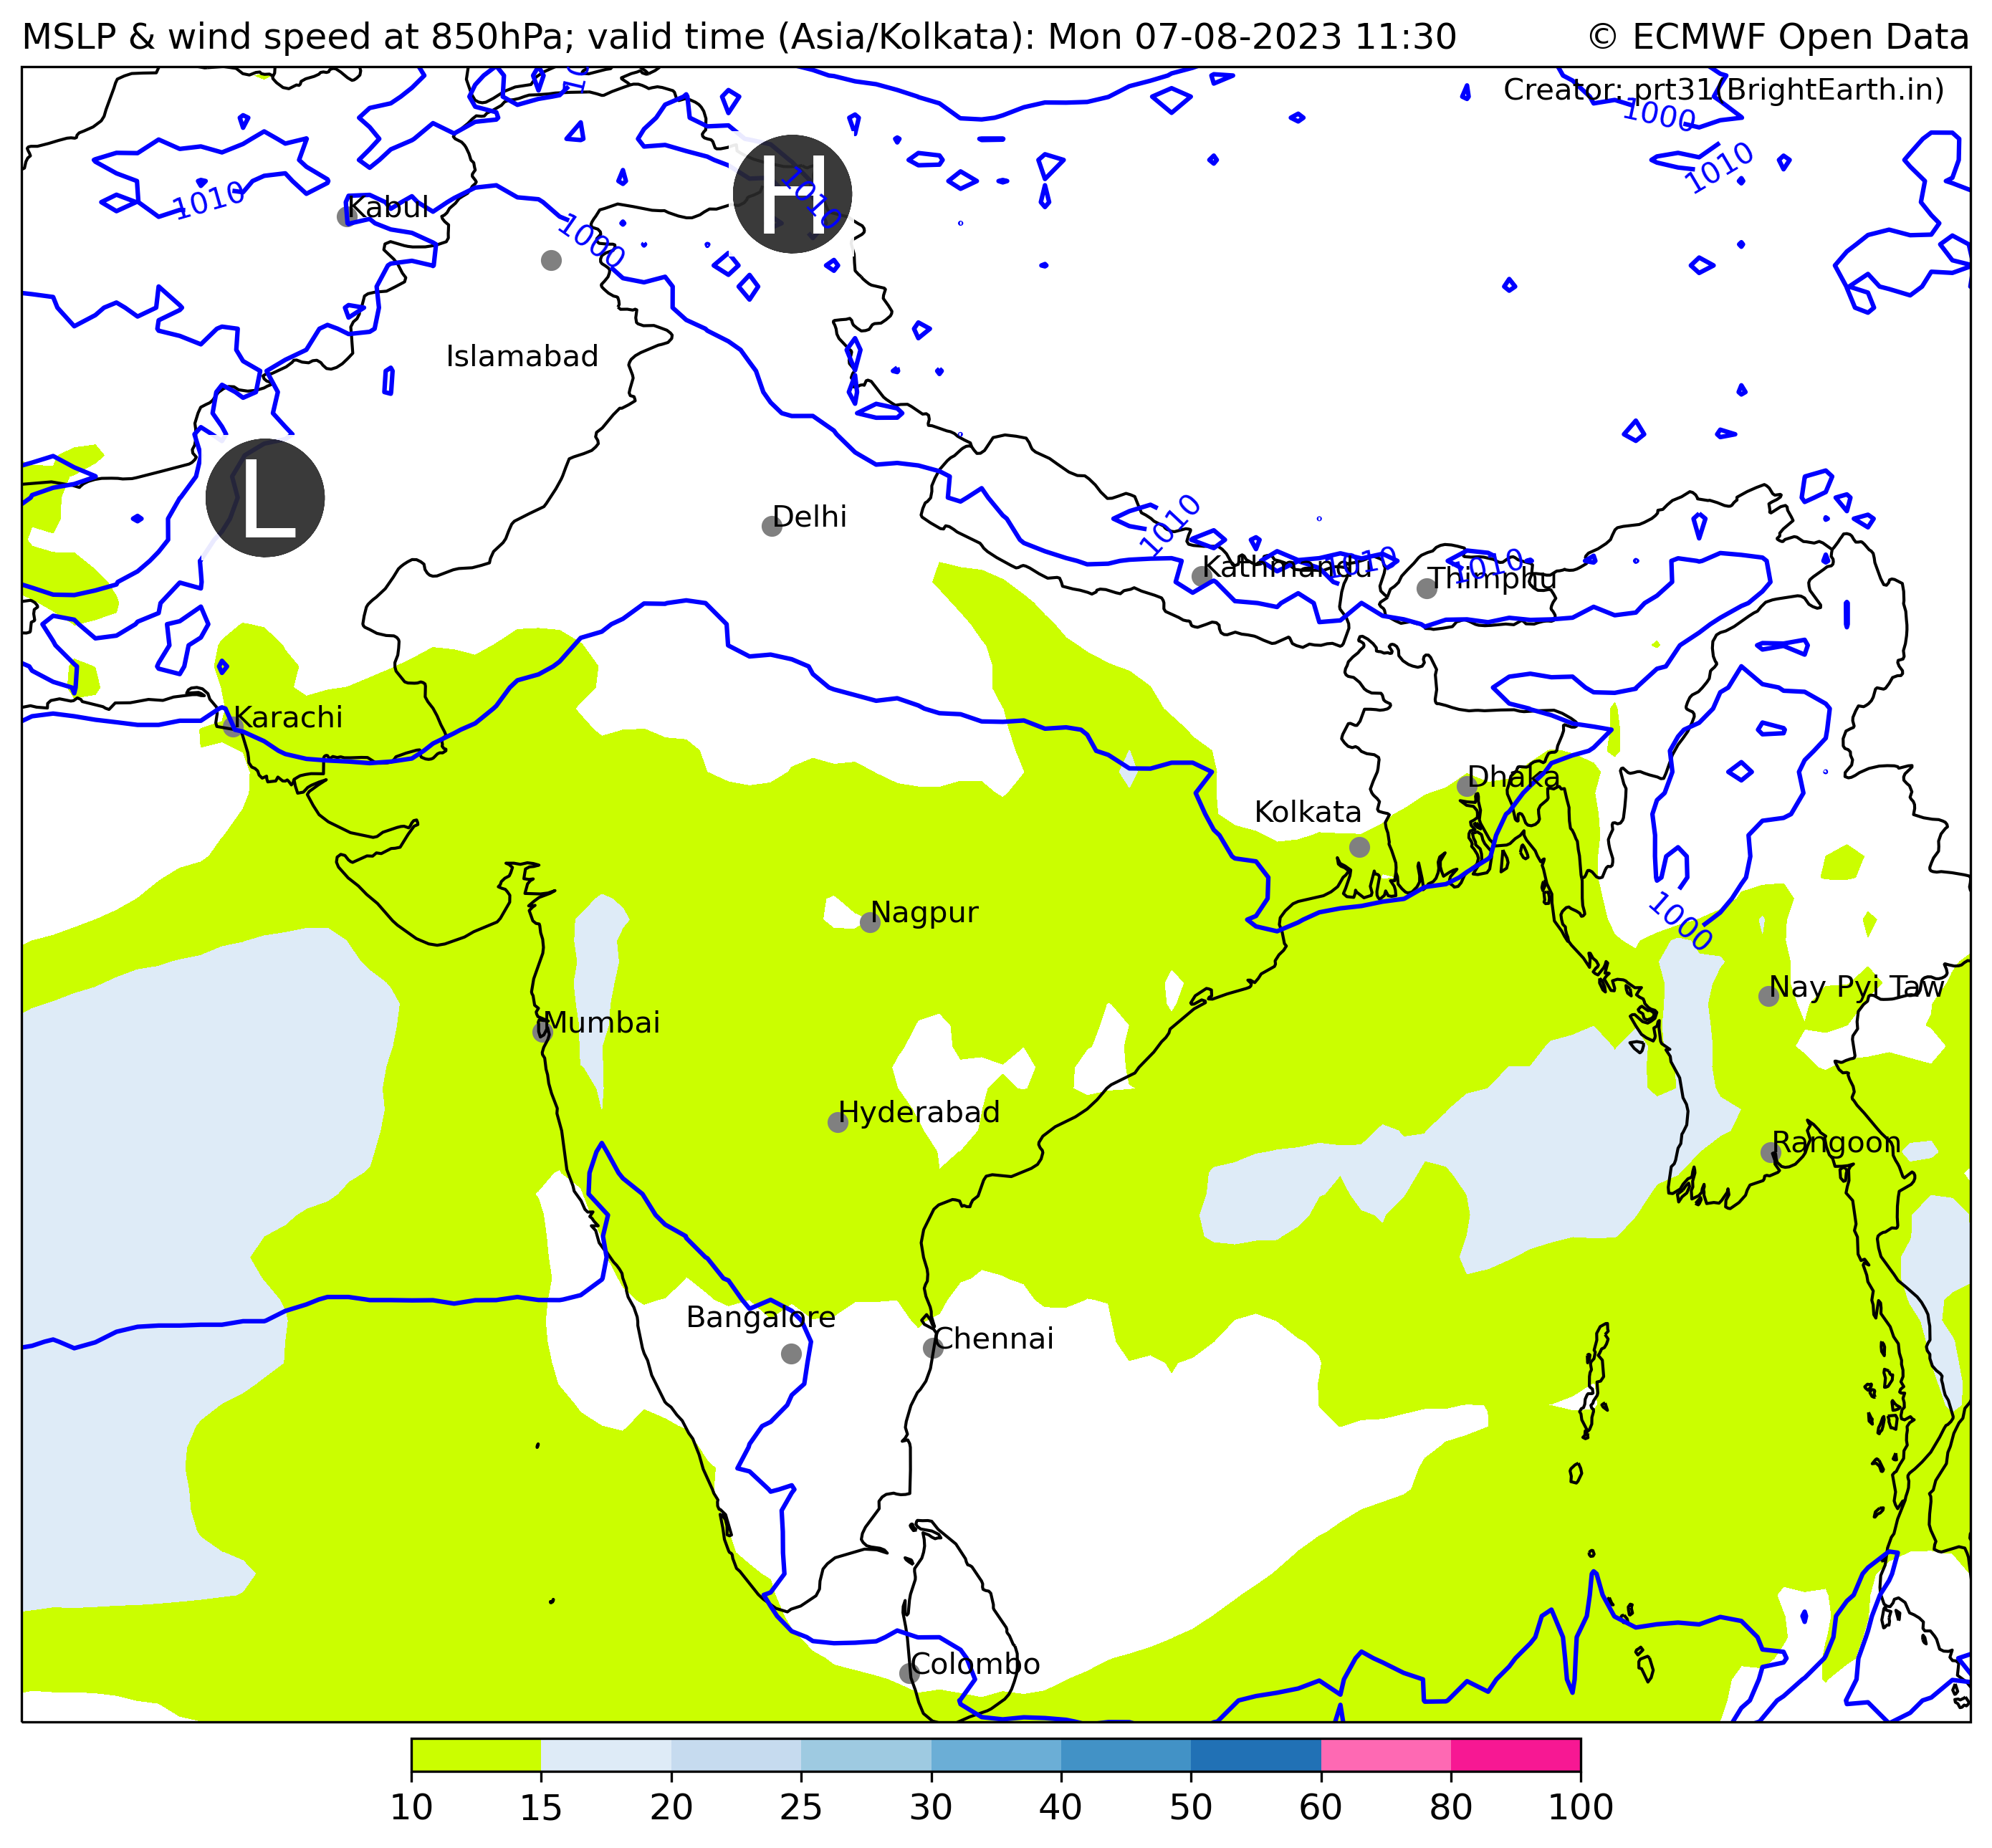 MSLP & wind speed at 850hPa; valid time (Asia/Kolkata): Mon 07-08-2023 11:30 © ECMWF Open Data
Creator: prt31(BrightEarth.in)
10
1000
1010
1010
H
1010
Kabul
1000
Islamabad
L
Delhi
1010
Kathmandu
1010
1010
Thimphu
Karachi
Dhaka
Kolkata
Nagpur
1000
Nay Pyi Taw
Mumbai
Hyderabad
Rangoon
Bangalore
Chennai
Colombo
10 15 20 25 30 40 50 60 80 100